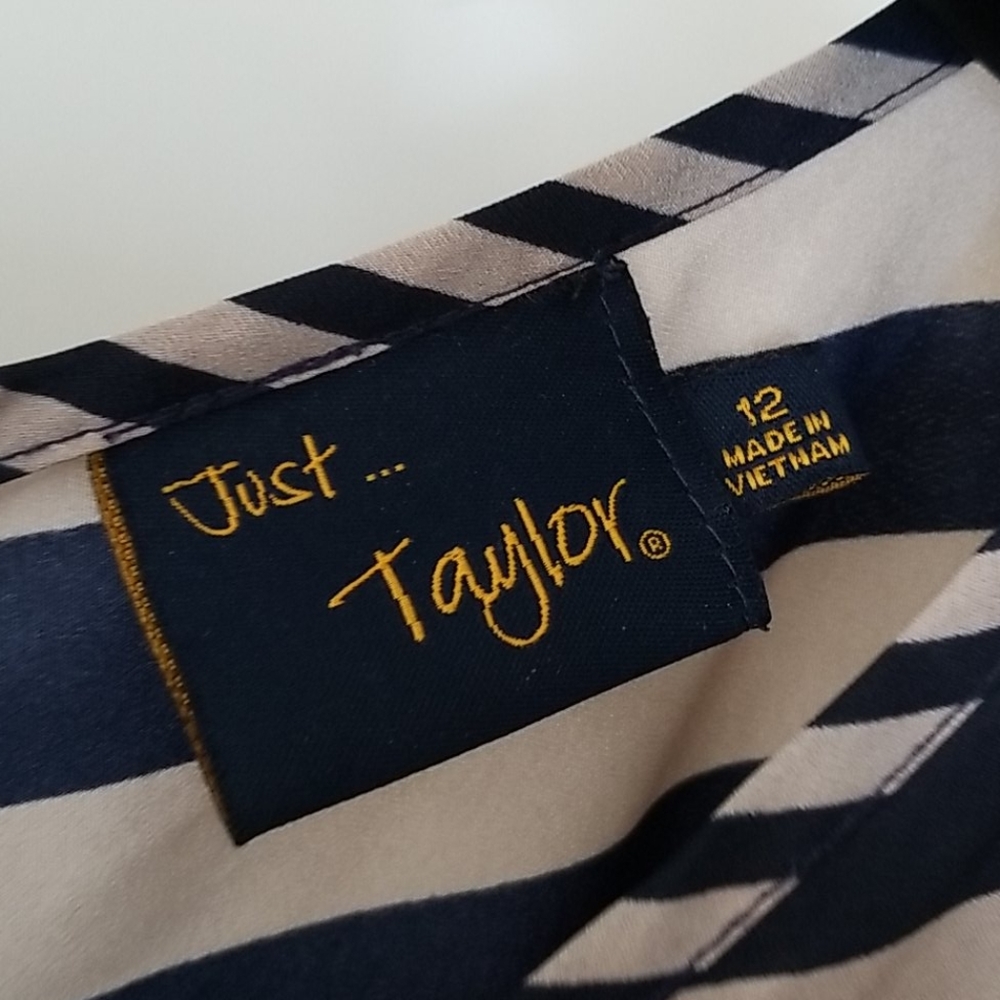 Just ...
Taylor®
12
MADE IN
VIETNAM